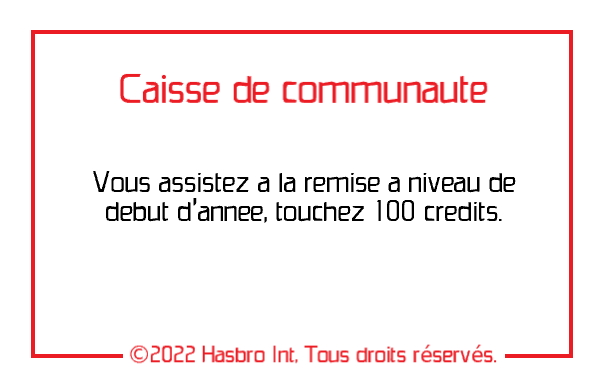 Caisse de communaute
Vous assistez a la remise a niveau de
debut d'annee, touchez 100 credits.
©2022 Hasbro Int. Tous droits réservés.